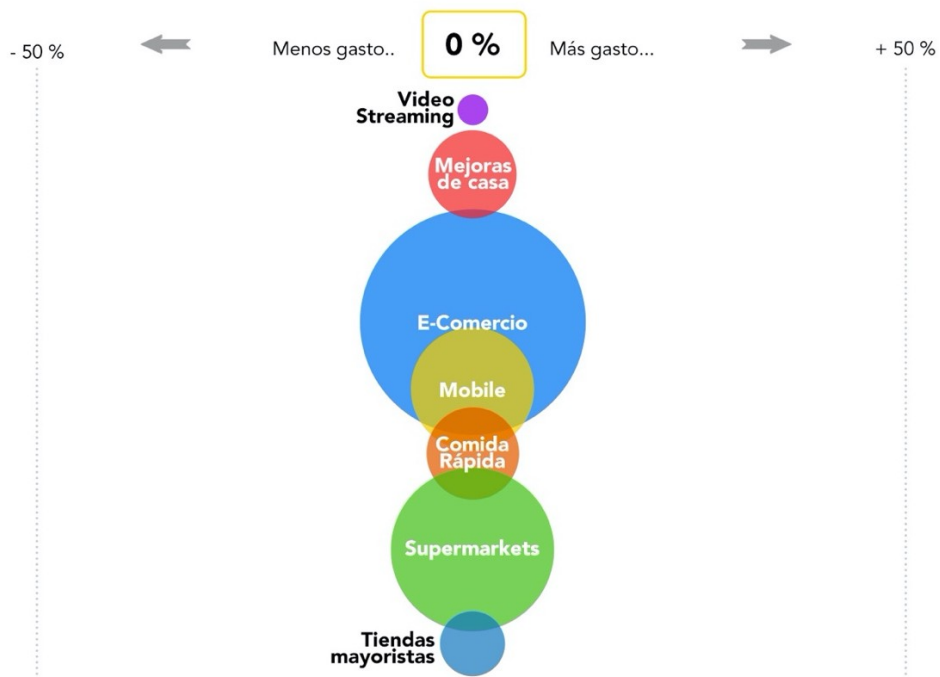 - 50 %
Menos gasto..
0 %
Más gasto...
+ 50 %
Video
Streaming
Mejoras
de casa
E-Comercio
Mobile
Comida
Rápida
Supermarkets
Tiendas
mayoristas